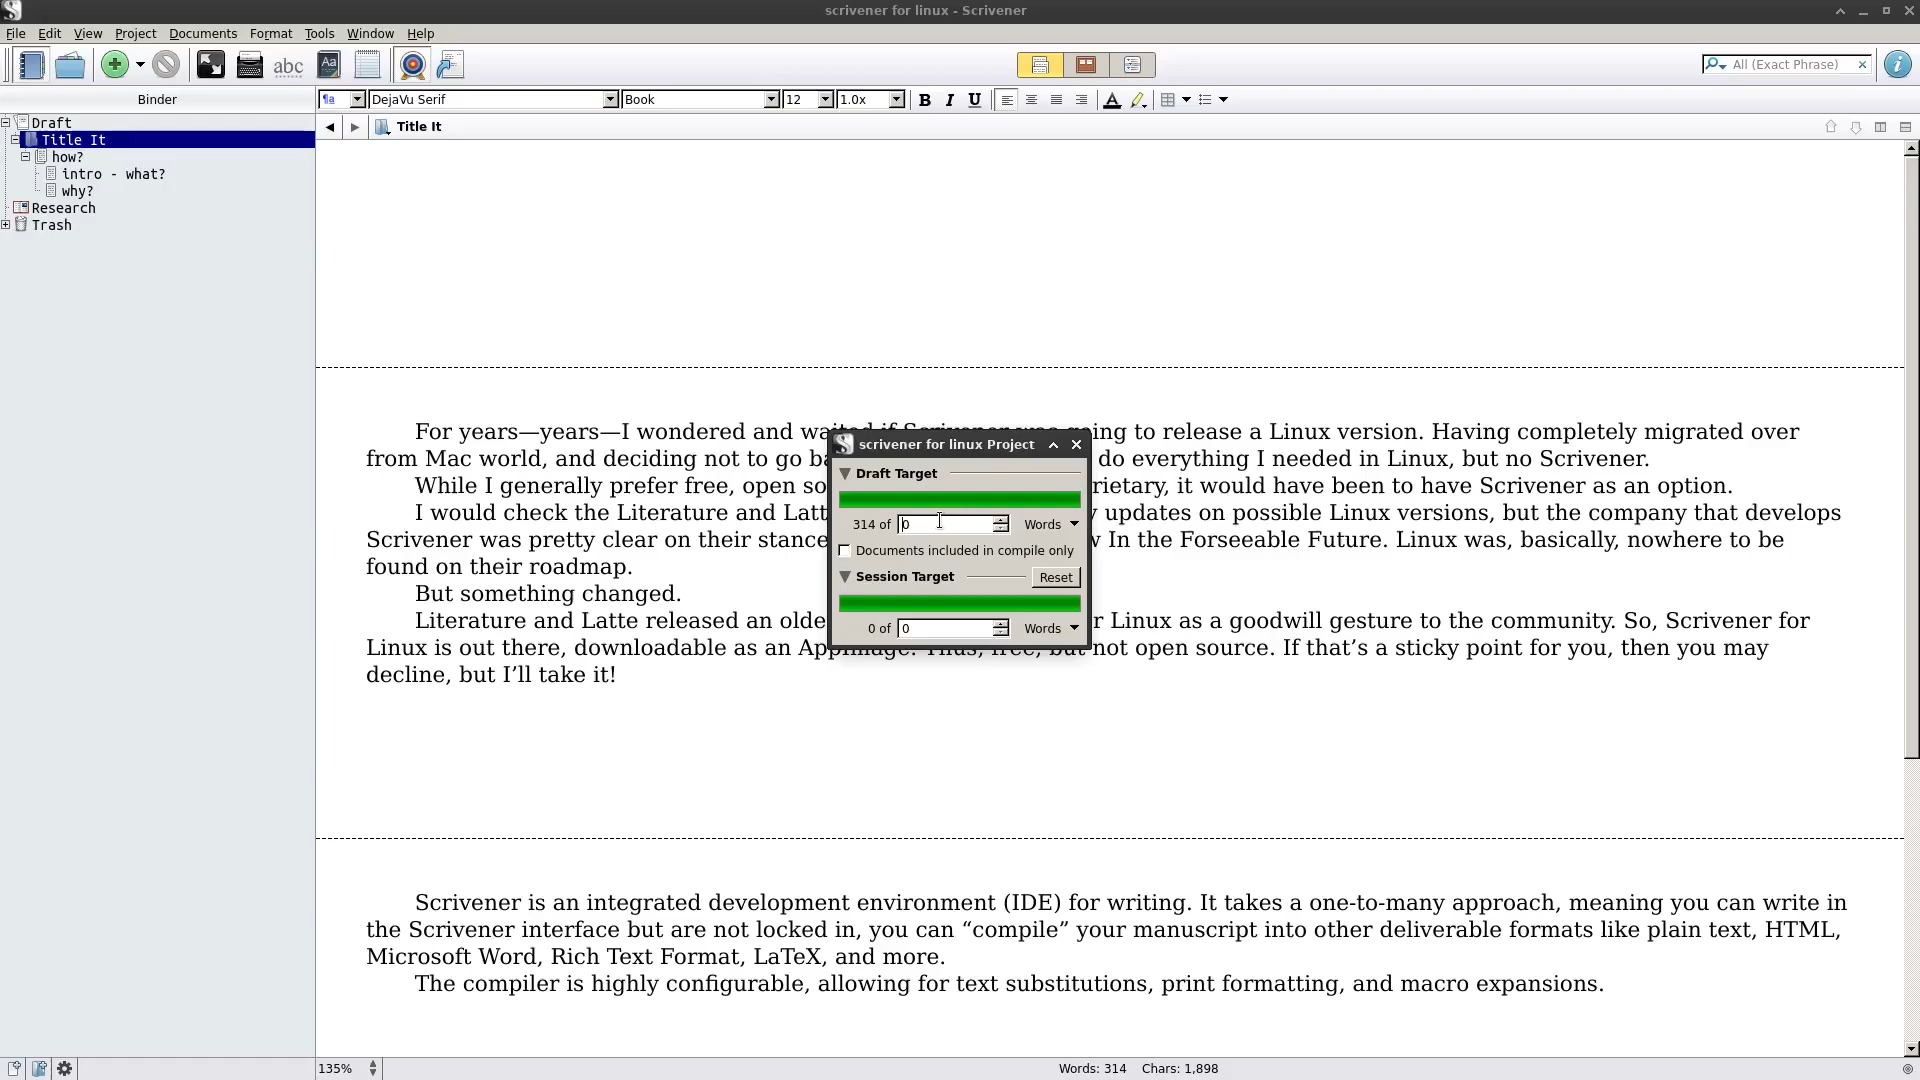 scrivener for linux - Scrivener
File Edit View Project Documents Format Tools Window Help
abc Aa All (Exact Phrase)
Binder
¶a DejaVu Serif Book 12 1.0x B I U A
Title It
Draft
Title It
how?
intro - what?
why?
Research
Trash
For years—years—I wondered and waited if Scrivener was going to release a Linux version. Having completely migrated over
from Mac world, and deciding not to go ba do everything I needed in Linux, but no Scrivener.
While I generally prefer free, open so rietary, it would have been to have Scrivener as an option.
I would check the Literature and Latt y updates on possible Linux versions, but the company that develops
Scrivener was pretty clear on their stance w In the Forseeable Future. Linux was, basically, nowhere to be
found on their roadmap.
But something changed.
Literature and Latte released an olde r Linux as a goodwill gesture to the community. So, Scrivener for
Linux is out there, downloadable as an AppImage. Thus, free, but not open source. If that’s a sticky point for you, then you may
decline, but I’ll take it!
scrivener for linux Project
Draft Target
314 of 0 Words
Documents included in compile only
Session Target Reset
0 of 0 Words
Scrivener is an integrated development environment (IDE) for writing. It takes a one-to-many approach, meaning you can write in
the Scrivener interface but are not locked in, you can “compile” your manuscript into other deliverable formats like plain text, HTML,
Microsoft Word, Rich Text Format, LaTeX, and more.
The compiler is highly configurable, allowing for text substitutions, print formatting, and macro expansions.
135% Words: 314 Chars: 1,898